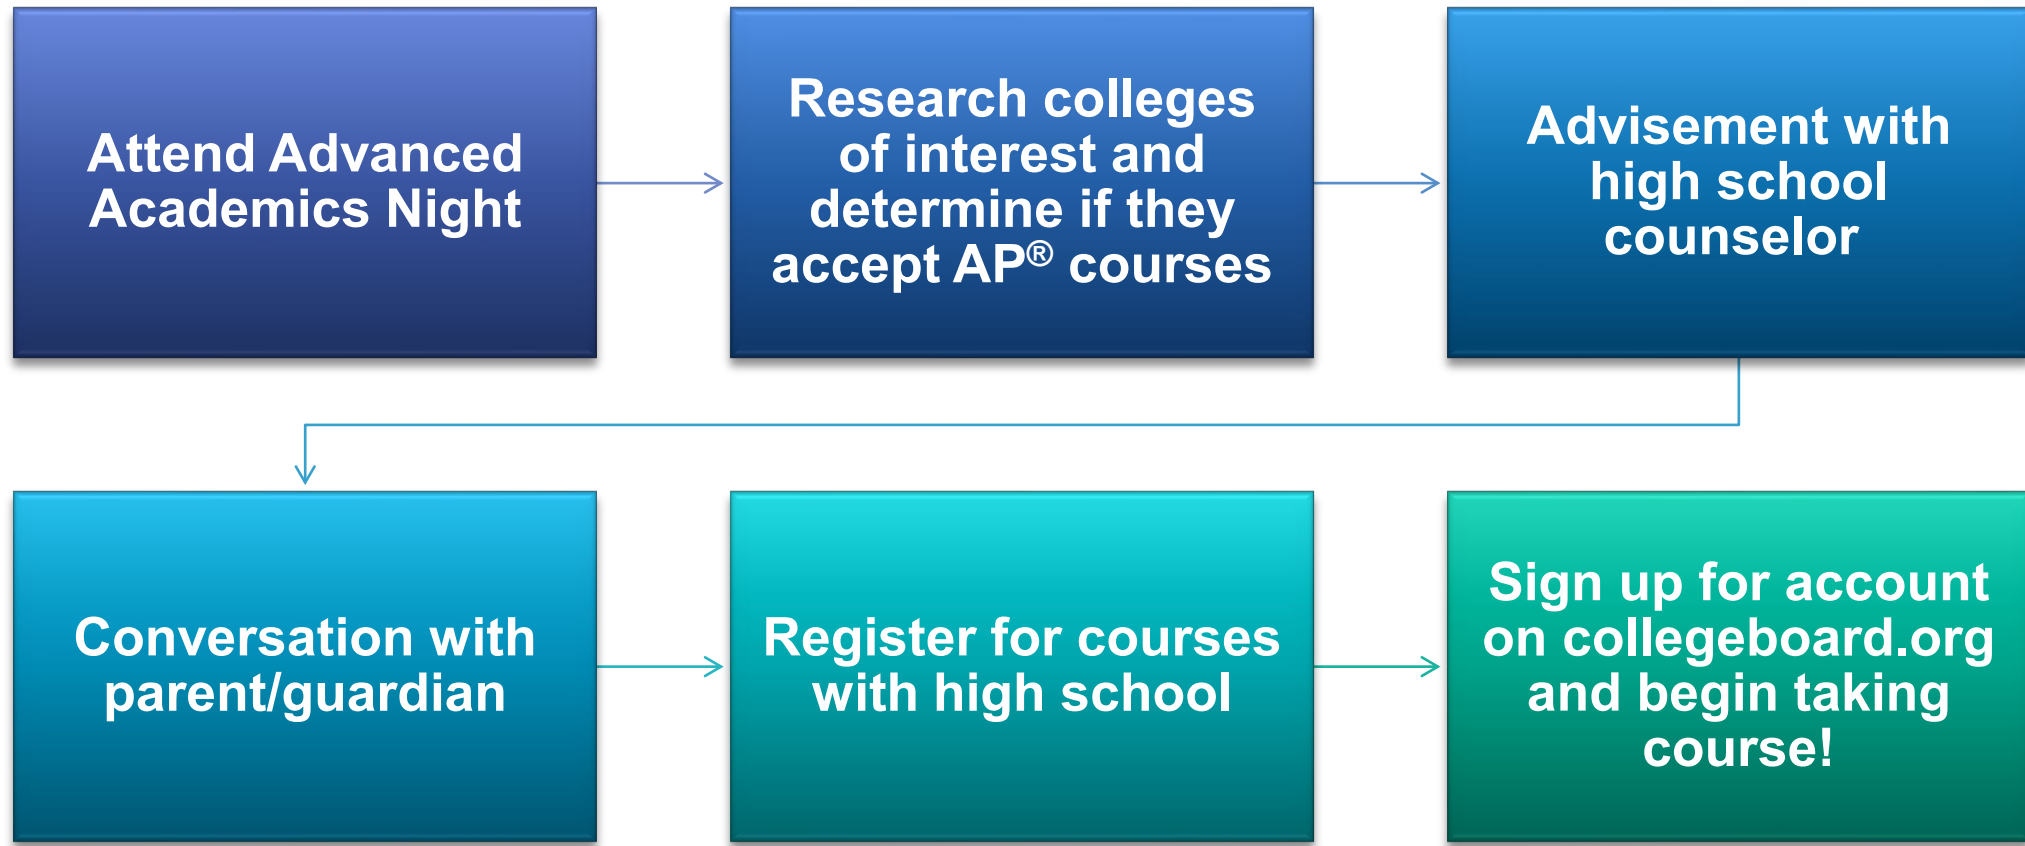 Attend Advanced
Academics Night
Research colleges
of interest and
determine if they
accept AP® courses
Advisement with
high school
counselor
Conversation with
parent/guardian
Register for courses
with high school
Sign up for account
on collegeboard.org
and begin taking
course!